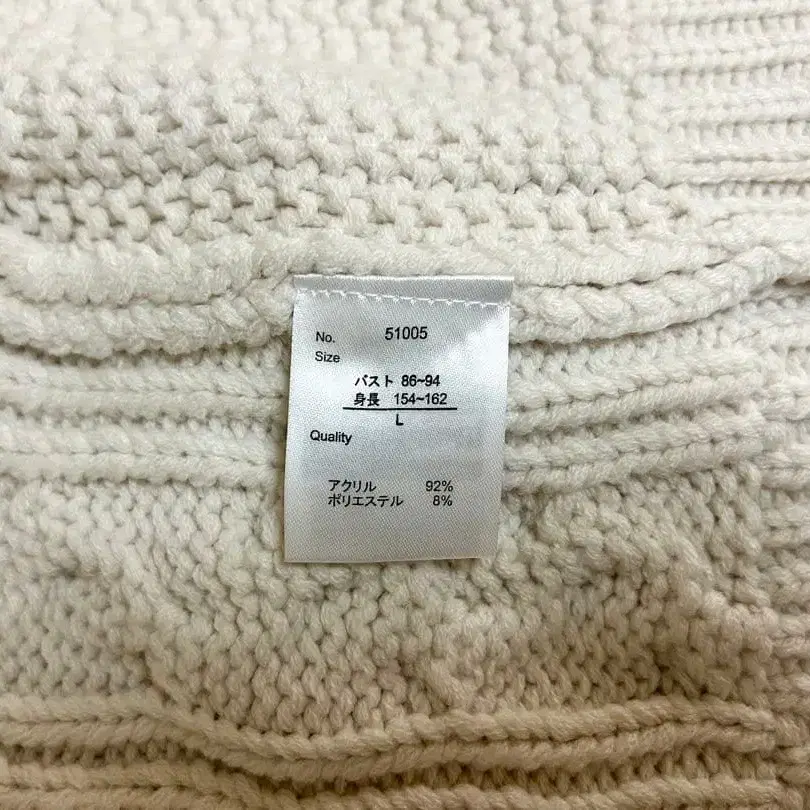 No. 51005
Size
バスト 86~94
身長 154~162
L
Quality
アクリル 92%
ポリエステル 8%